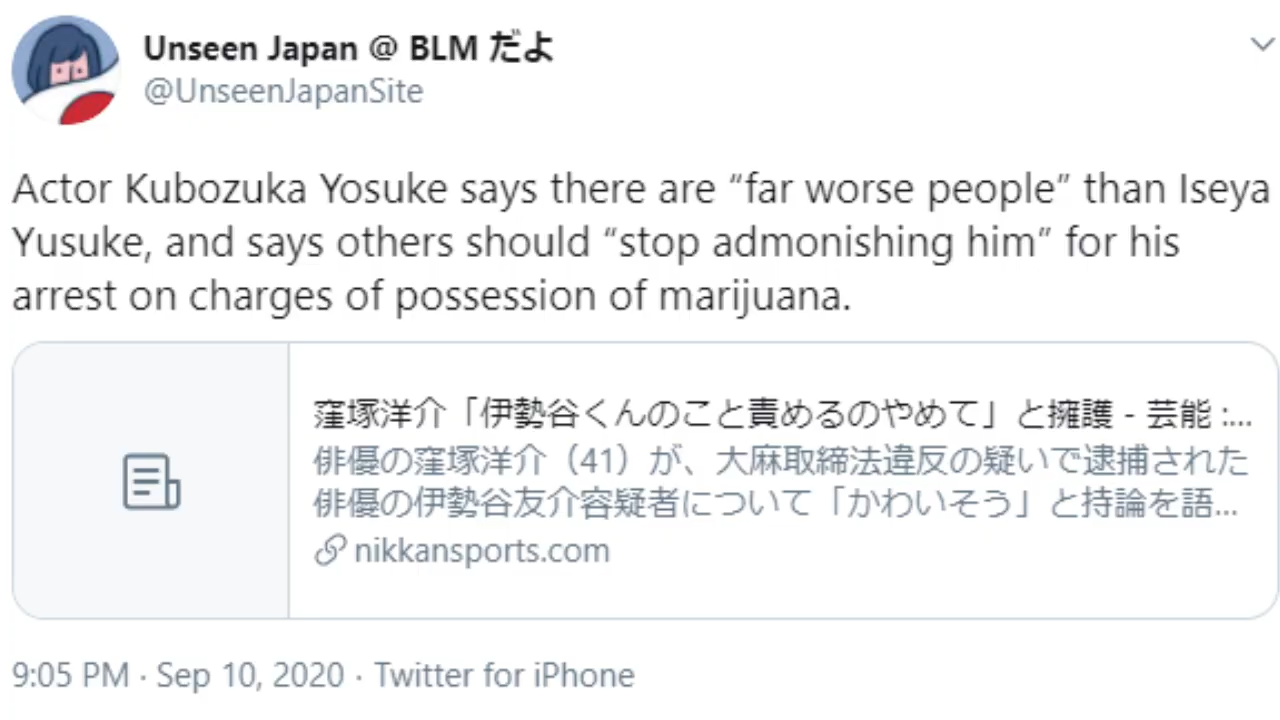 Unseen Japan @ BLM だよ
@UnseenJapanSite
Actor Kubozuka Yosuke says there are “far worse people” than Iseya
Yusuke, and says others should “stop admonishing him” for his
arrest on charges of possession of marijuana.
窪塚洋介「伊勢谷くんのこと責めるのやめて」と擁護 - 芸能 :...
俳優の窪塚洋介（41）が、大麻取締法違反の疑いで逮捕された
俳優の伊勢谷友介容疑者について「かわいそう」と持論を語...
nikkansports.com
9:05 PM · Sep 10, 2020 · Twitter for iPhone